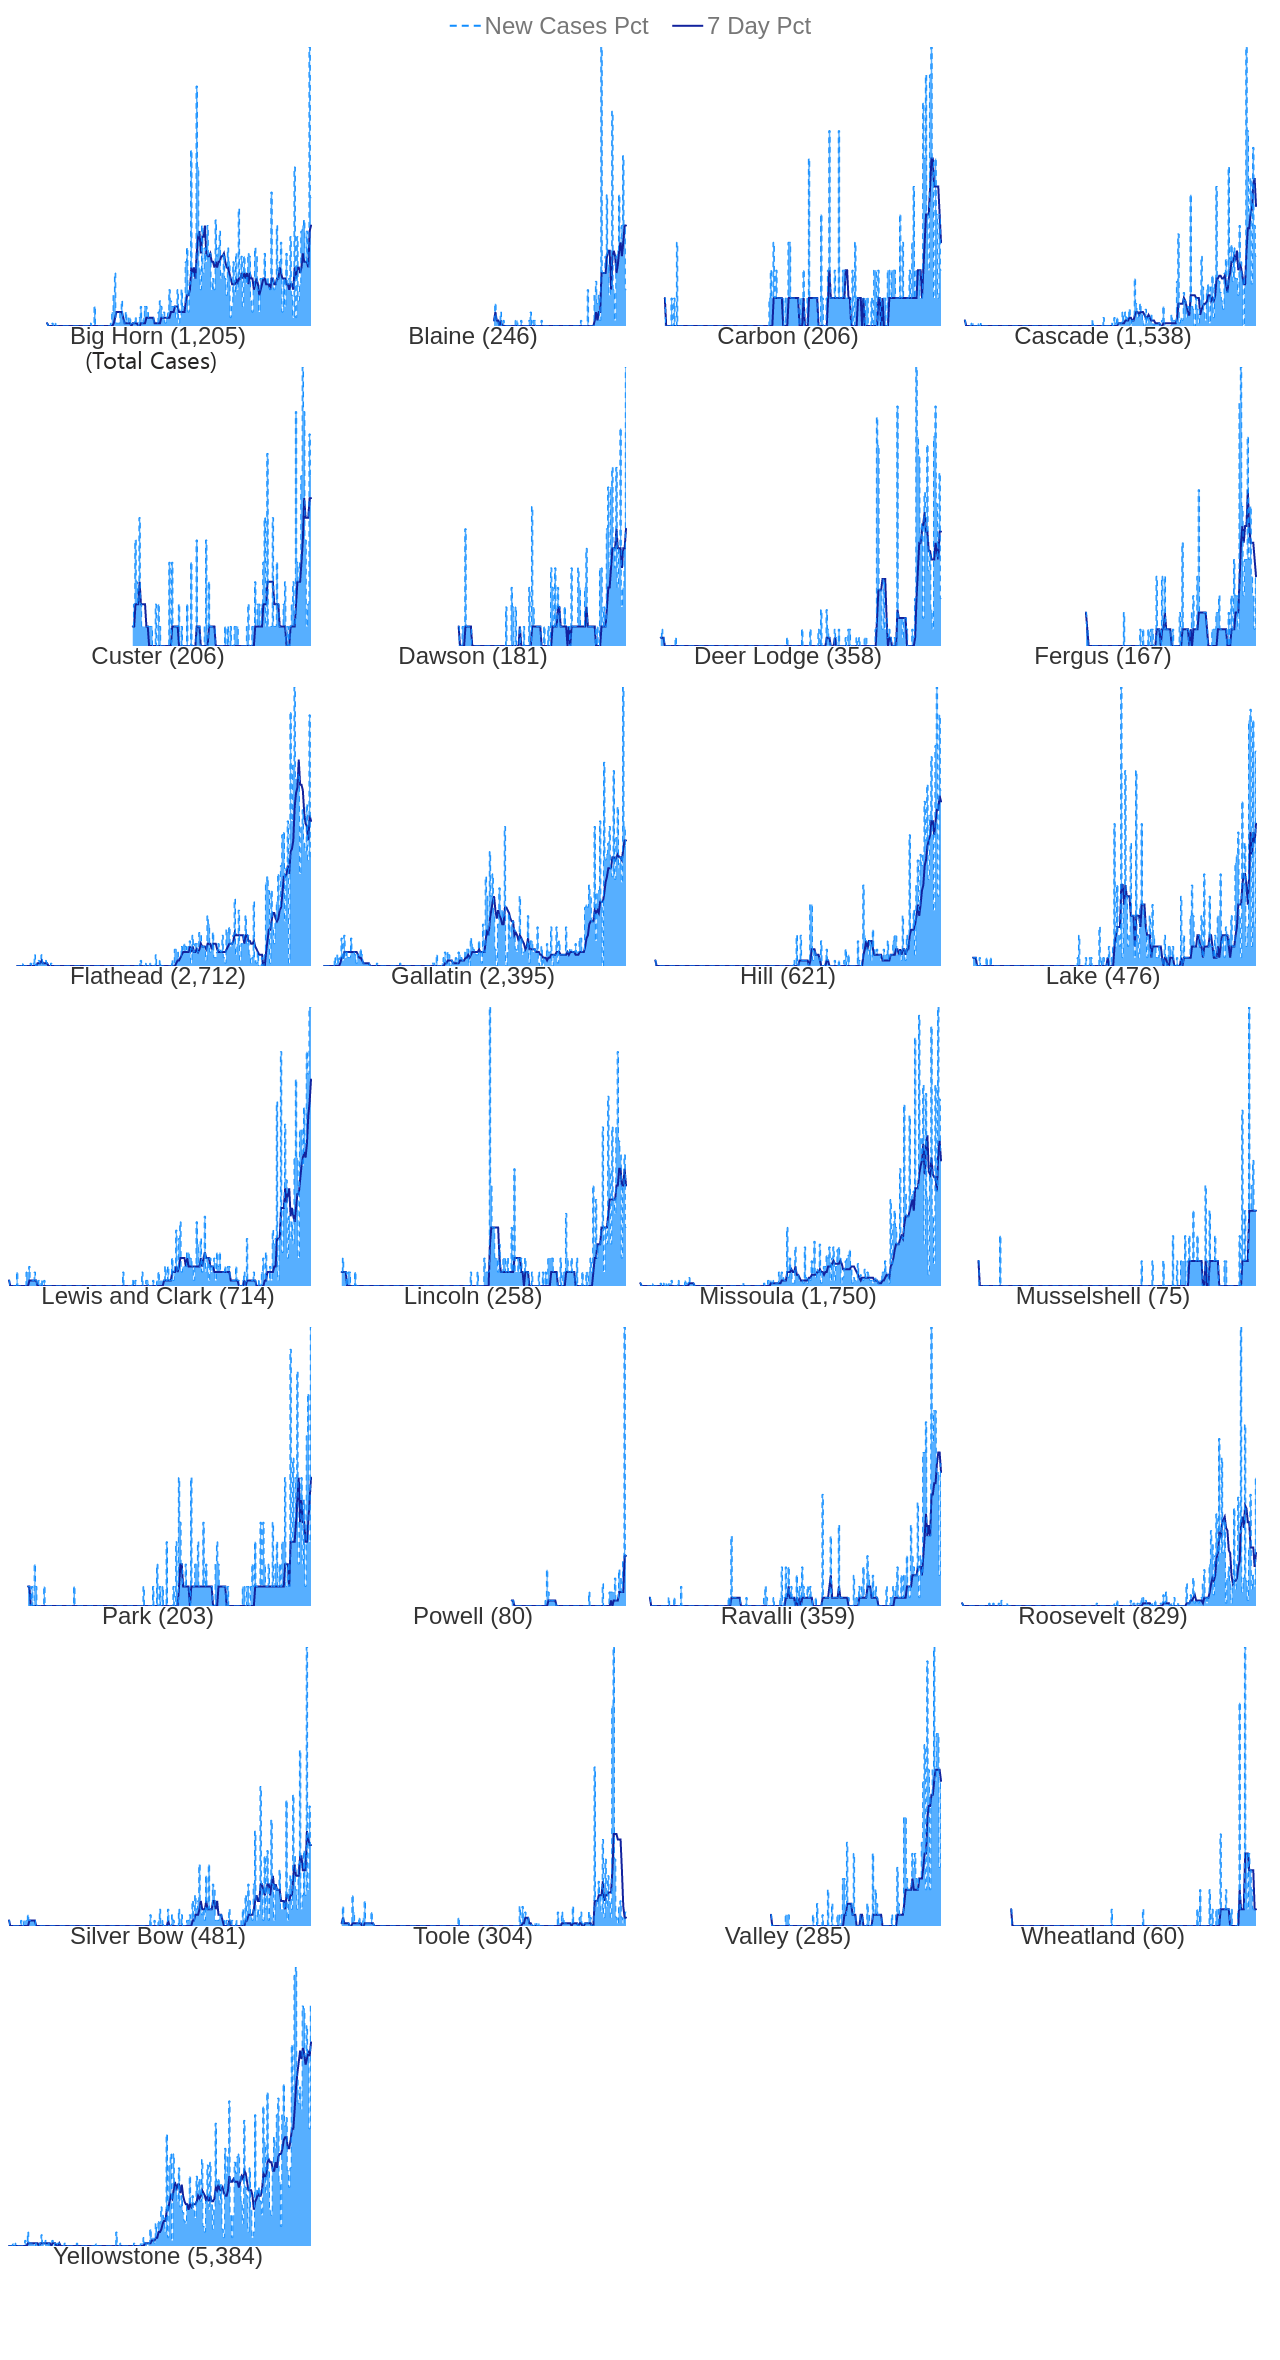 New Cases Pct 7 Day Pct
Big Horn (1,205) Blaine (246) Carbon (206) Cascade (1,538)
(Total Cases)
Custer (206) Dawson (181) Deer Lodge (358) Fergus (167)
Flathead (2,712) Gallatin (2,395) Hill (621) Lake (476)
Lewis and Clark (714) Lincoln (258) Missoula (1,750) Musselshell (75)
Park (203) Powell (80) Ravalli (359) Roosevelt (829)
Silver Bow (481) Toole (304) Valley (285) Wheatland (60)
Yellowstone (5,384)